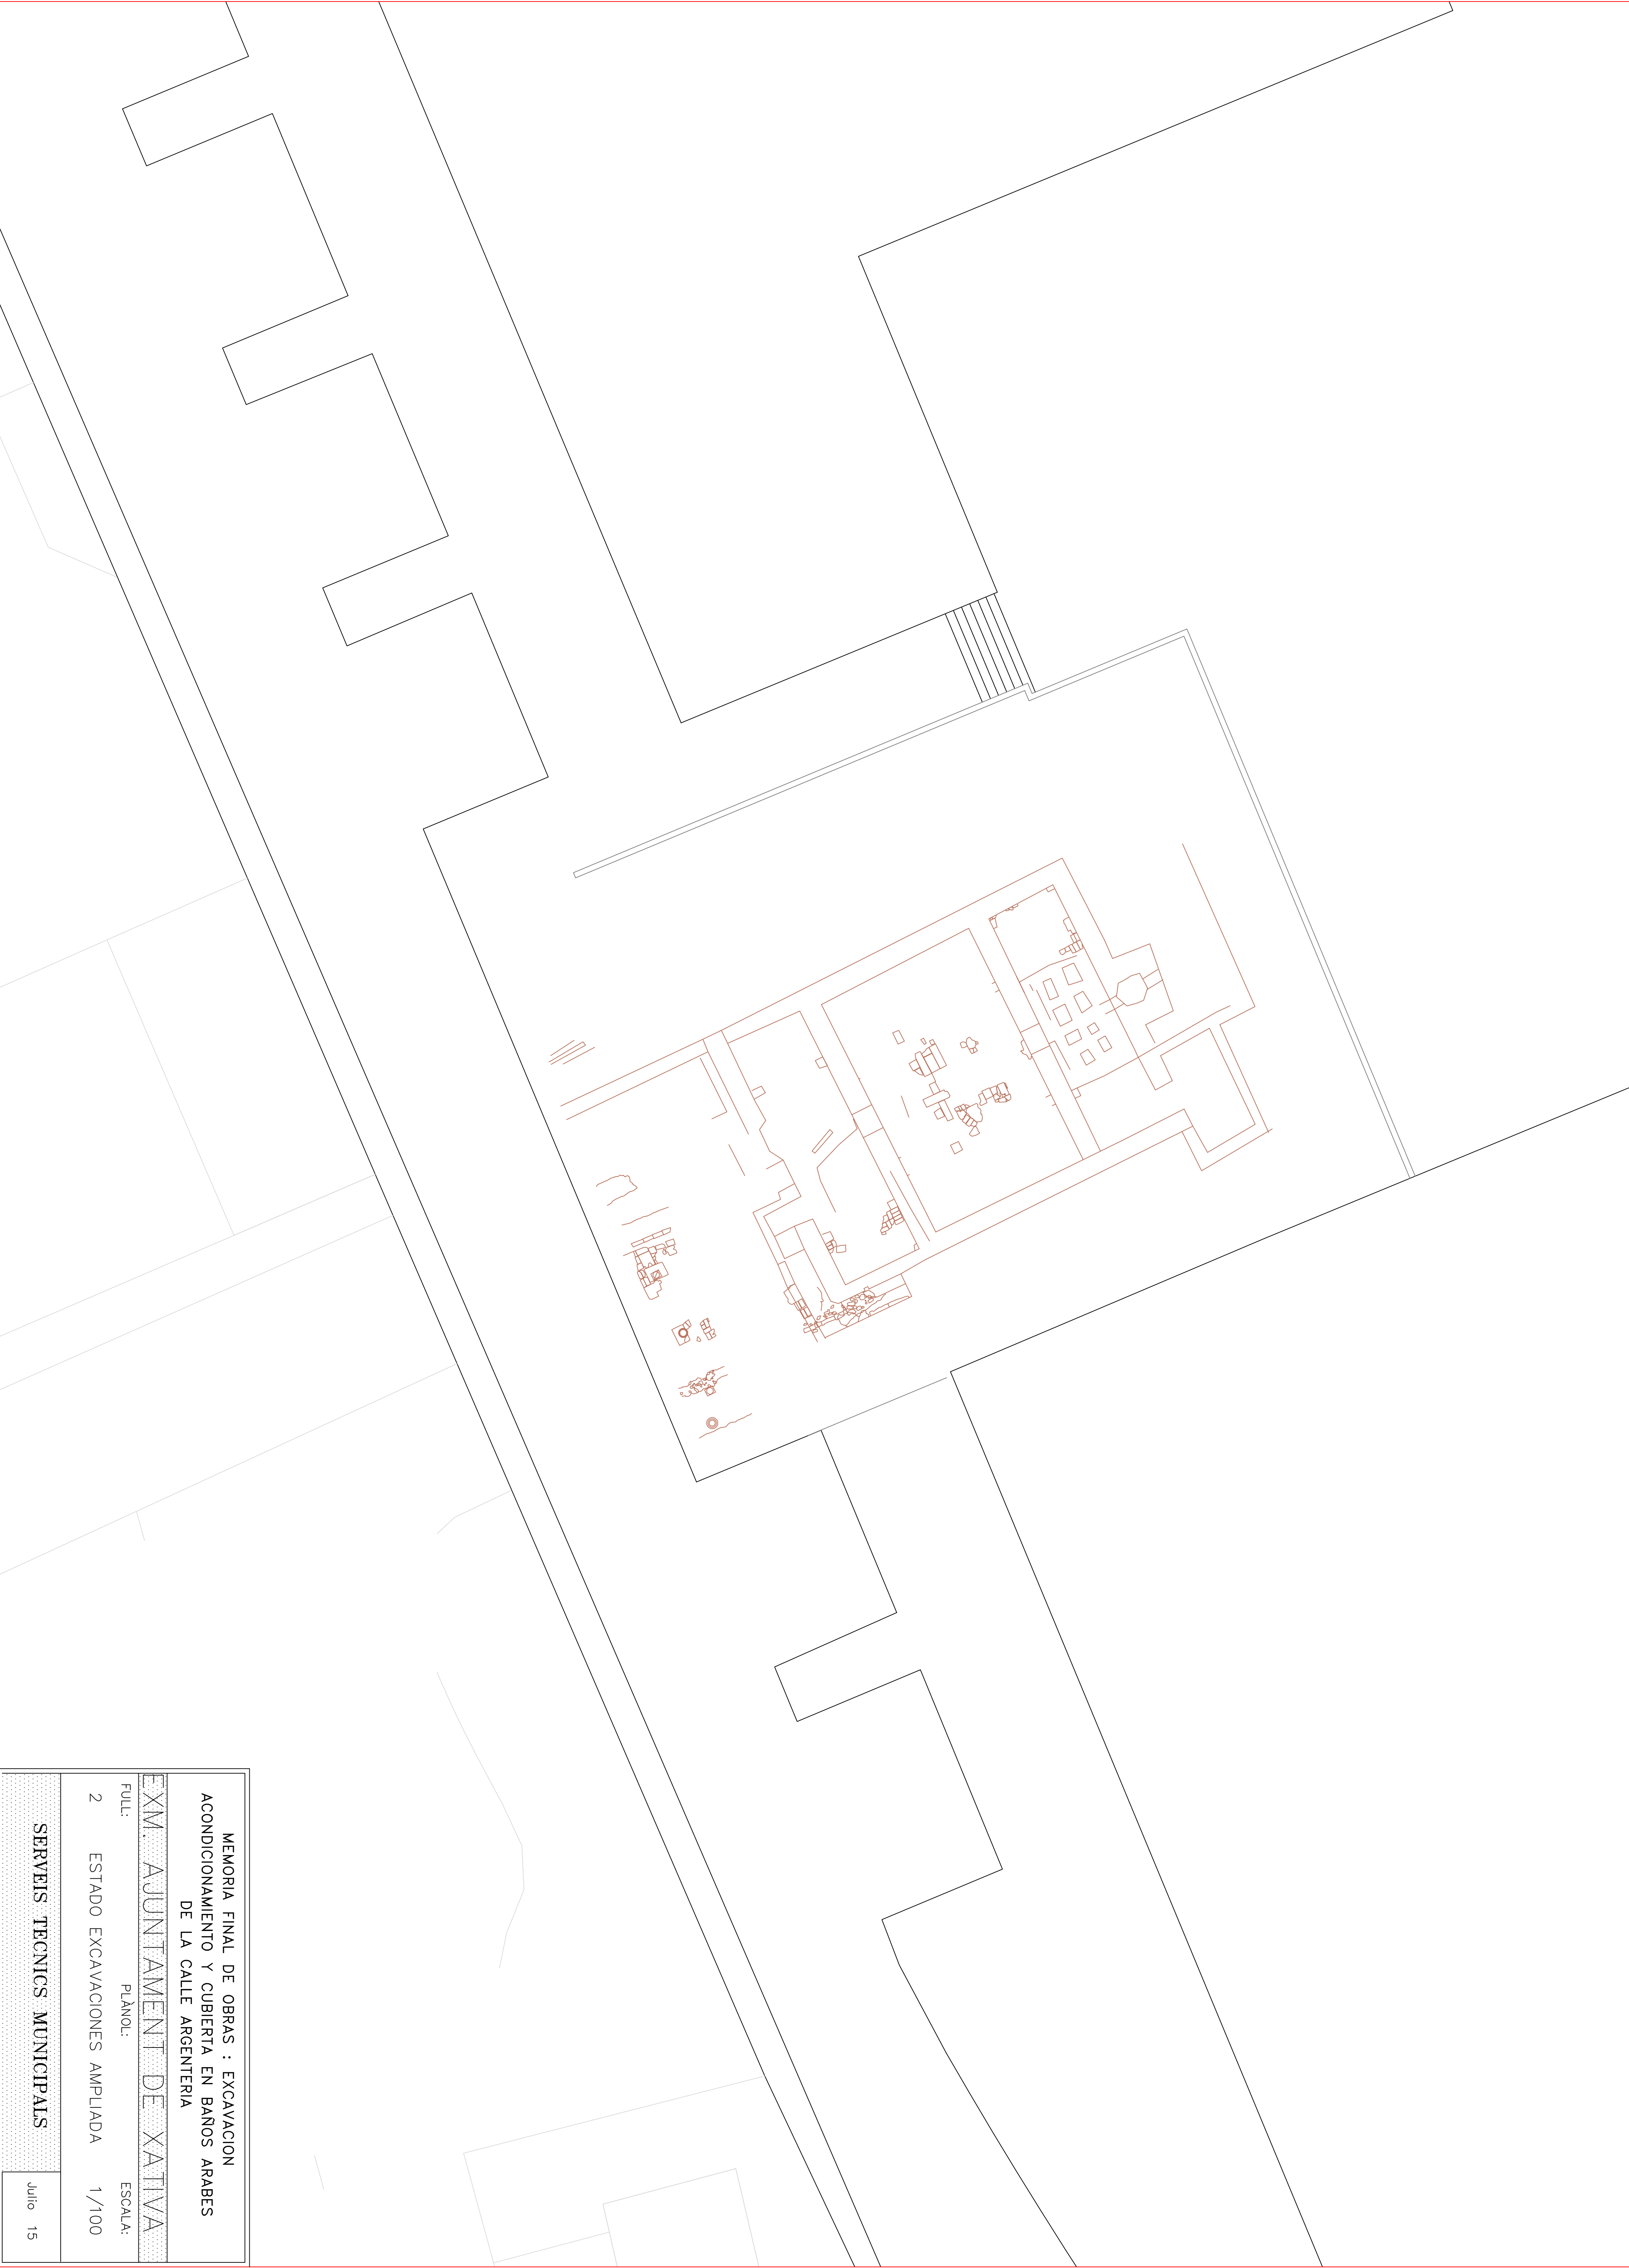 MEMORIA FINAL DE OBRAS : EXCAVACION
ACONDICIONAMIENTO Y CUBIERTA EN BAÑOS ARABES
DE LA CALLE ARGENTERIA
EXM. AJUNTAMENT DE XATIVA
FULL: PLÀNOL: ESCALA:
2 ESTADO EXCAVACIONES AMPLIADA 1/100
SERVEIS TECNICS MUNICIPALS
Julio 15